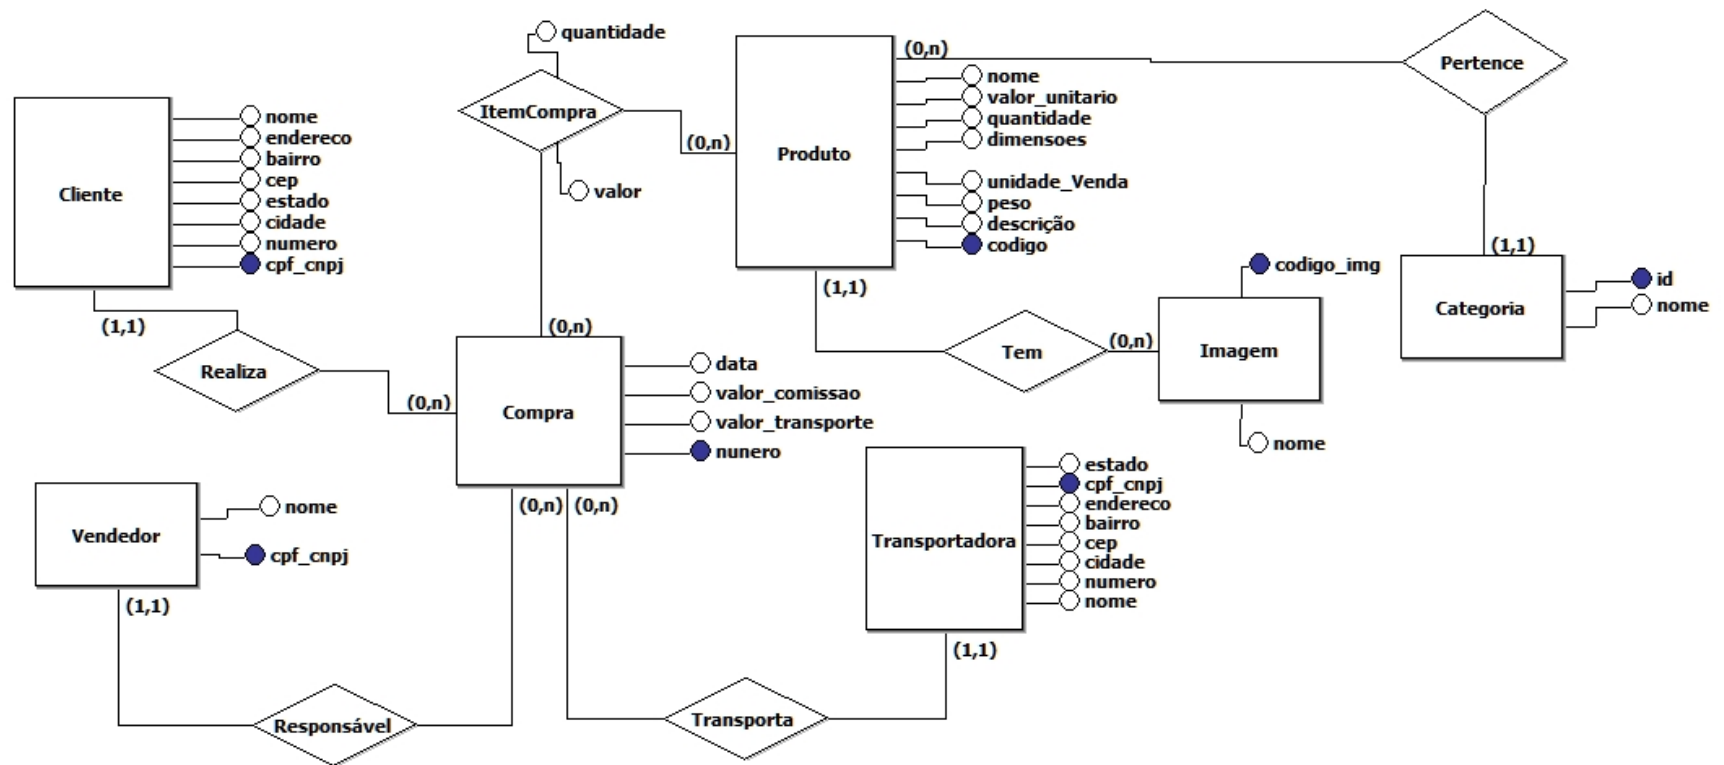 quantidade
ItemCompra
(0,n)
valor
Cliente
nome
endereco
bairro
cep
estado
cidade
numero
cpf_cnpj
(1,1)
Realiza
(0,n)
(0,n)
Produto
(0,n)
nome
valor_unitario
quantidade
dimensoes
unidade_Venda
peso
descrição
codigo
(1,1)
Pertence
(1,1)
Categoria
id
nome
Tem
(0,n)
codigo_img
Imagem
nome
Compra
data
valor_comissao
valor_transporte
nunero
(0,n)
(0,n)
Vendedor
nome
cpf_cnpj
(1,1)
Responsável
Transportadora
estado
cpf_cnpj
endereco
bairro
cep
cidade
numero
nome
(1,1)
Transporta